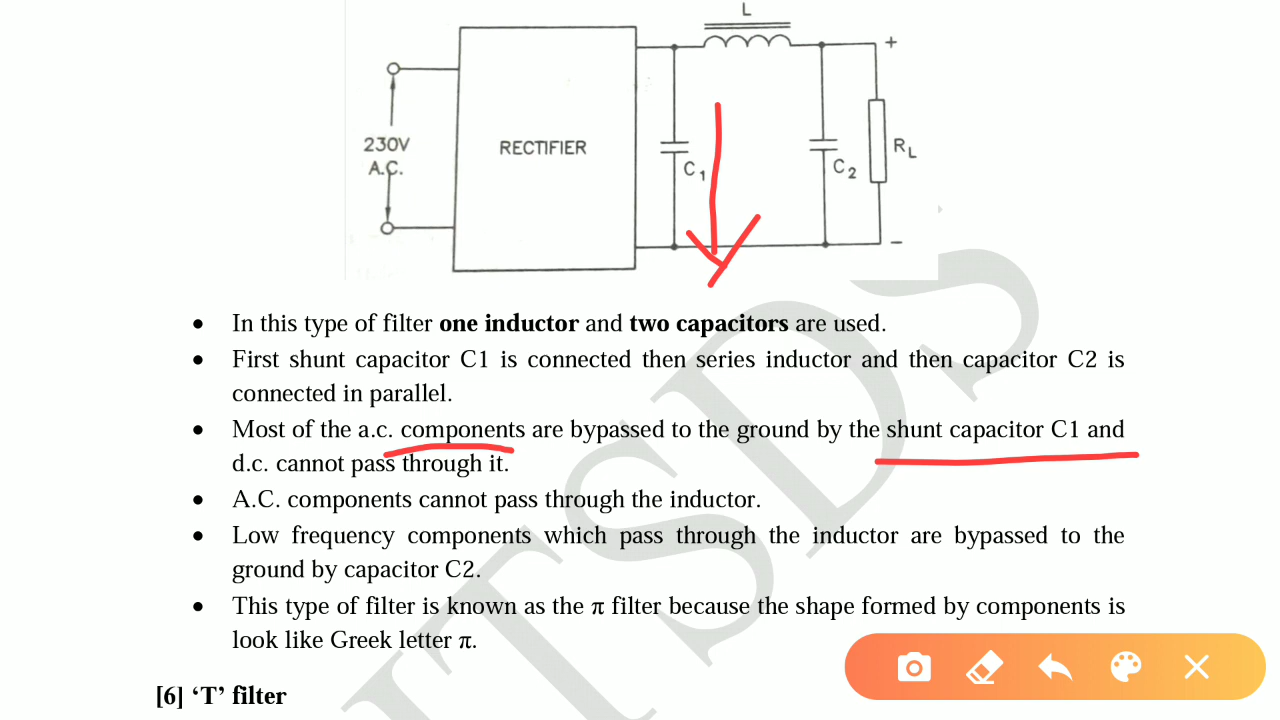 L
+
230V
A.C.
RECTIFIER
C1
C2
RL
−
• In this type of filter one inductor and two capacitors are used.
• First shunt capacitor C1 is connected then series inductor and then capacitor C2 is
connected in parallel.
• Most of the a.c. components are bypassed to the ground by the shunt capacitor C1 and
d.c. cannot pass through it.
• A.C. components cannot pass through the inductor.
• Low frequency components which pass through the inductor are bypassed to the
ground by capacitor C2.
• This type of filter is known as the π filter because the shape formed by components is
look like Greek letter π.
[6] ‘T’ filter